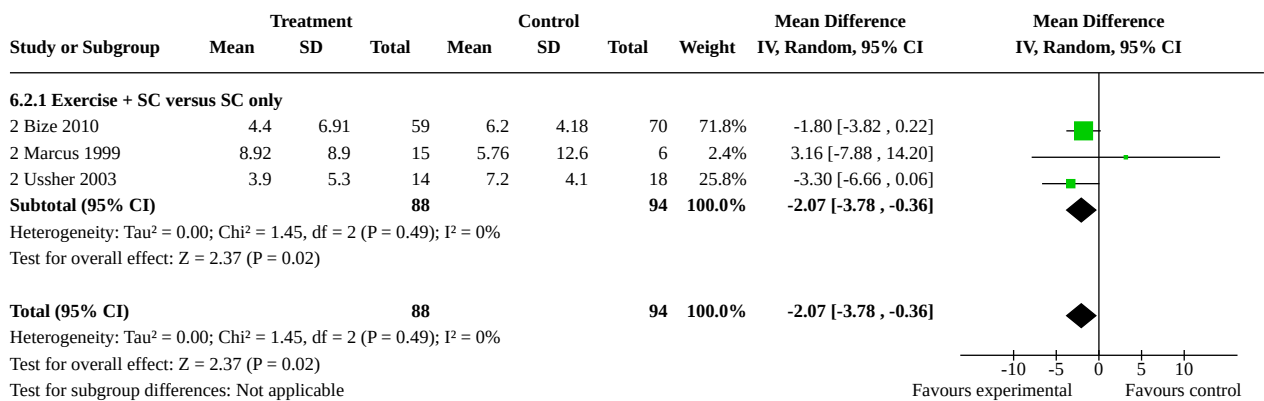 Treatment Control Mean Difference Mean Difference
Study or Subgroup Mean SD Total Mean SD Total Weight IV, Random, 95% CI IV, Random, 95% CI
6.2.1 Exercise + SC versus SC only
2 Bize 2010 4.4 6.91 59 6.2 4.18 70 71.8% -1.80 [-3.82 , 0.22]
2 Marcus 1999 8.92 8.9 15 5.76 12.6 6 2.4% 3.16 [-7.88 , 14.20]
2 Ussher 2003 3.9 5.3 14 7.2 4.1 18 25.8% -3.30 [-6.66 , 0.06]
Subtotal (95% CI) 88 94 100.0% -2.07 [-3.78 , -0.36]
Heterogeneity: Tau² = 0.00; Chi² = 1.45, df = 2 (P = 0.49); I² = 0%
Test for overall effect: Z = 2.37 (P = 0.02)
Total (95% CI) 88 94 100.0% -2.07 [-3.78 , -0.36]
Heterogeneity: Tau² = 0.00; Chi² = 1.45, df = 2 (P = 0.49); I² = 0%
Test for overall effect: Z = 2.37 (P = 0.02) -10 -5 0 5 10
Test for subgroup differences: Not applicable Favours experimental Favours control